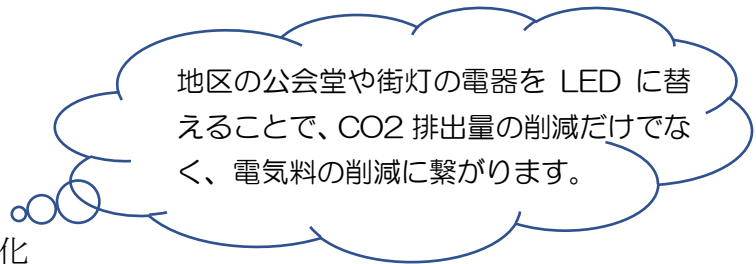 地区の公会堂や街灯の電器を LED に替
えることで、CO2 排出量の削減だけでな
く、電気料の削減に繋がります。
化